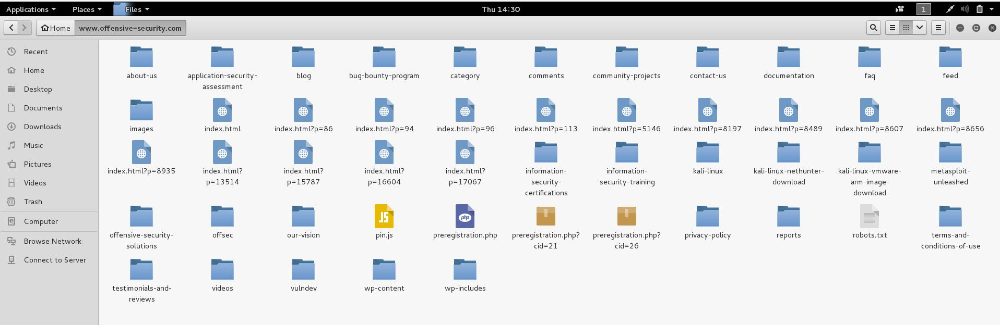 Applications Places Files Thu 14:30 1
Home www.offensive-security.com
Recent
Home
Desktop
Documents
Downloads
Music
Pictures
Videos
Trash
Computer
Browse Network
Connect to Server
about-us application-security- blog bug-bounty-program category comments community-projects contact-us documentation faq feed
assessment
images index.html index.html?p=86 index.html?p=94 index.html?p=96 index.html?p=113 index.html?p=5146 index.html?p=8197 index.html?p=8489 index.html?p=8607 index.html?p=8656
JS php
index.html?p=8935 index.html? index.html? index.html? index.html? information- information- kali-linux kali-linux-nethunter- kali-linux-vmware- metasploit-
p=13514 p=15787 p=16604 p=17067 security- security-training download arm-image- unleashed
certifications download
offensive-security- offsec our-vision pin.js preregistration.php preregistration.php? preregistration.php? privacy-policy reports robots.txt terms-and-
solutions cid=21 cid=26 conditions-of-use
testimonials-and- videos vulndev wp-content wp-includes
reviews